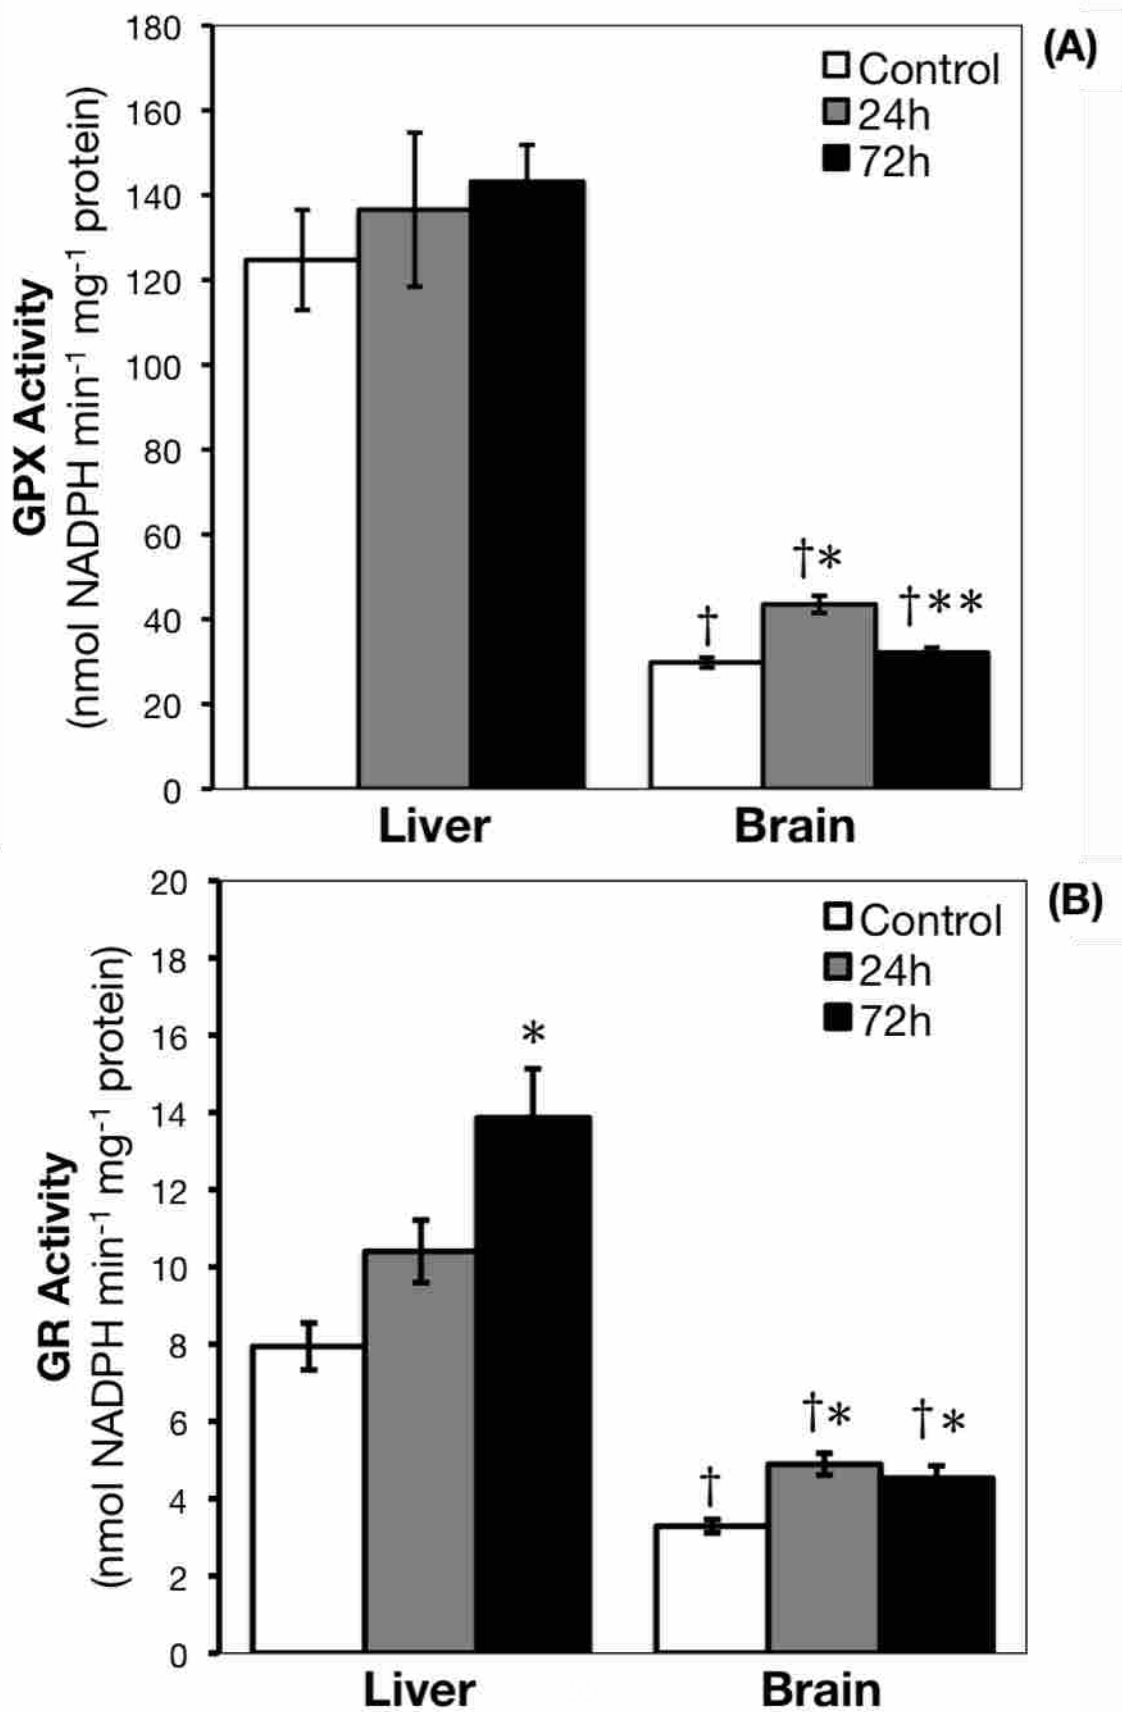 (A)
GPX Activity
(nmol NADPH min⁻¹ mg⁻¹ protein)
180
160
140
120
100
80
60
40
20
0
Control
24h
72h
†
†*
†**
Liver Brain
(B)
GR Activity
(nmol NADPH min⁻¹ mg⁻¹ protein)
20
18
16
14
12
10
8
6
4
2
0
Control
24h
72h
*
†
†*
†*
Liver Brain